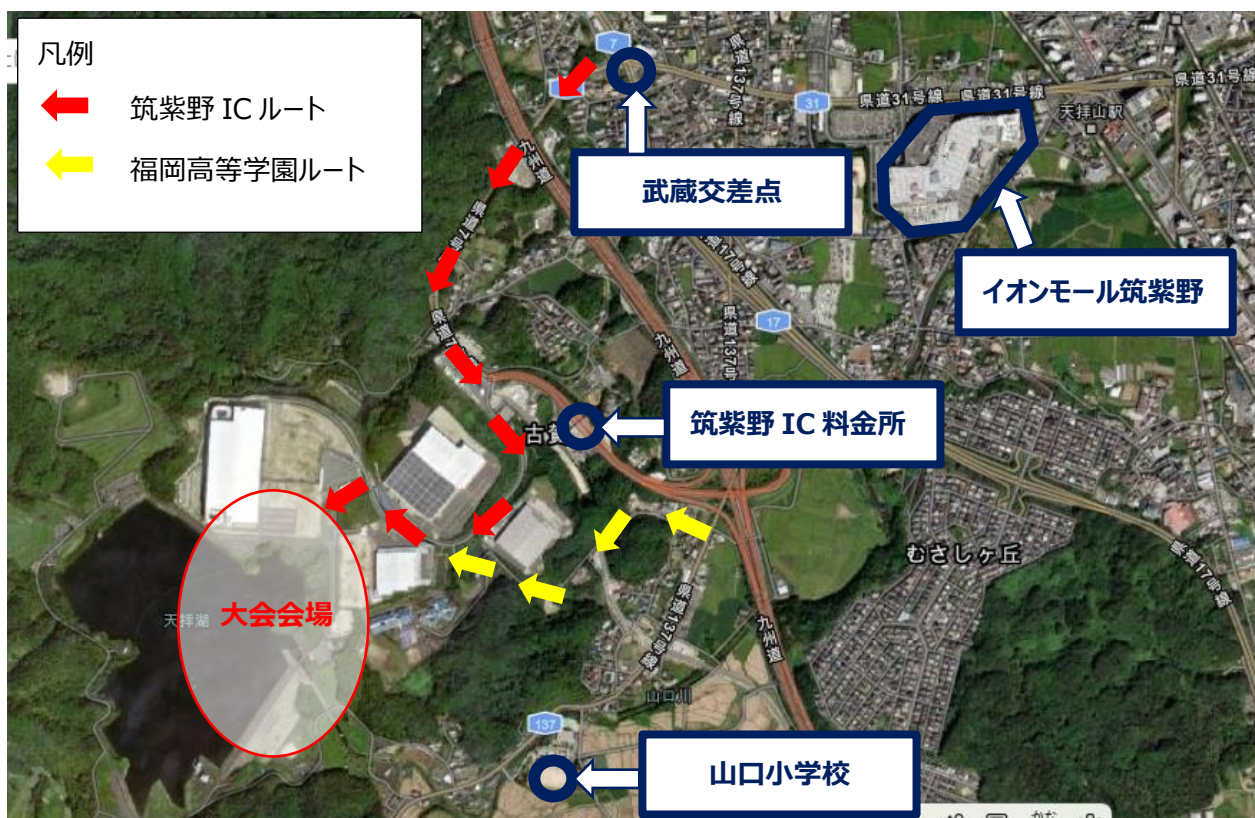 凡例
筑紫野 IC ルート
福岡高等学園ルート
7
県道137号線
31
県道31号線
県道31号線
県道31号線
天拝山駅
武蔵交差点
イオンモール筑紫野
九州道
県道7号線
県道17号線
17
県道137号線
九州道
県道7号線
筑紫野 IC 料金所
古賀
むさしヶ丘
県道17号線
天拝湖
大会会場
県道137号線
九州道
山口川
137
山口小学校
かな